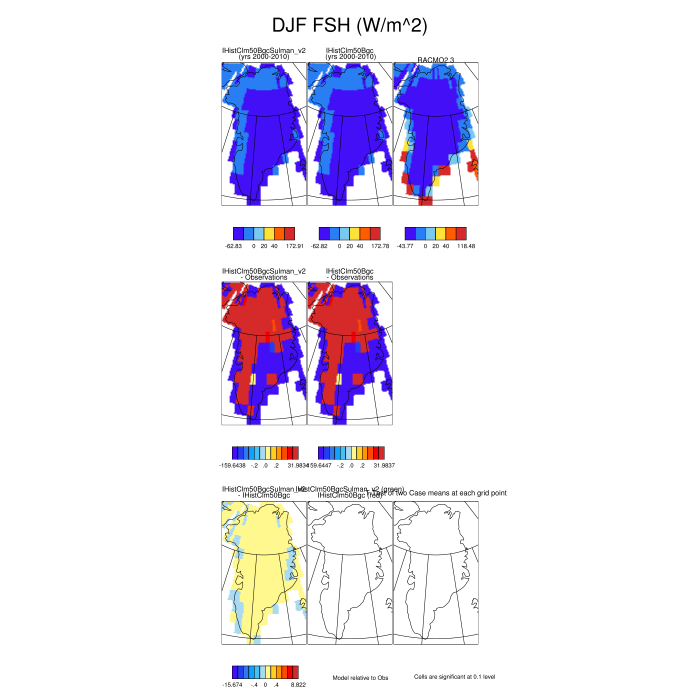 DJF FSH (W/m^2)
IHistClm50BgcSulman_v2
(yrs 2000-2010)
IHistClm50Bgc
(yrs 2000-2010)
RACMO2.3
-62.83 0 20 40 172.91
-62.82 0 20 40 172.78
-43.77 0 20 40 118.48
IHistClm50BgcSulman_v2
- Observations
IHistClm50Bgc
- Observations
-159.6438 -.2 .0 .2 31.9834
-159.6447 -.2 .0 .2 31.9837
IHistClm50BgcSulman_v2
- IHistClm50Bgc
IHistClm50BgcSulman_v2 (green)
IHistClm50Bgc (red)
of two Case means at each grid point
-15.674 -.4 0 .4 8.822
Model relative to Obs
Cells are significant at 0.1 level